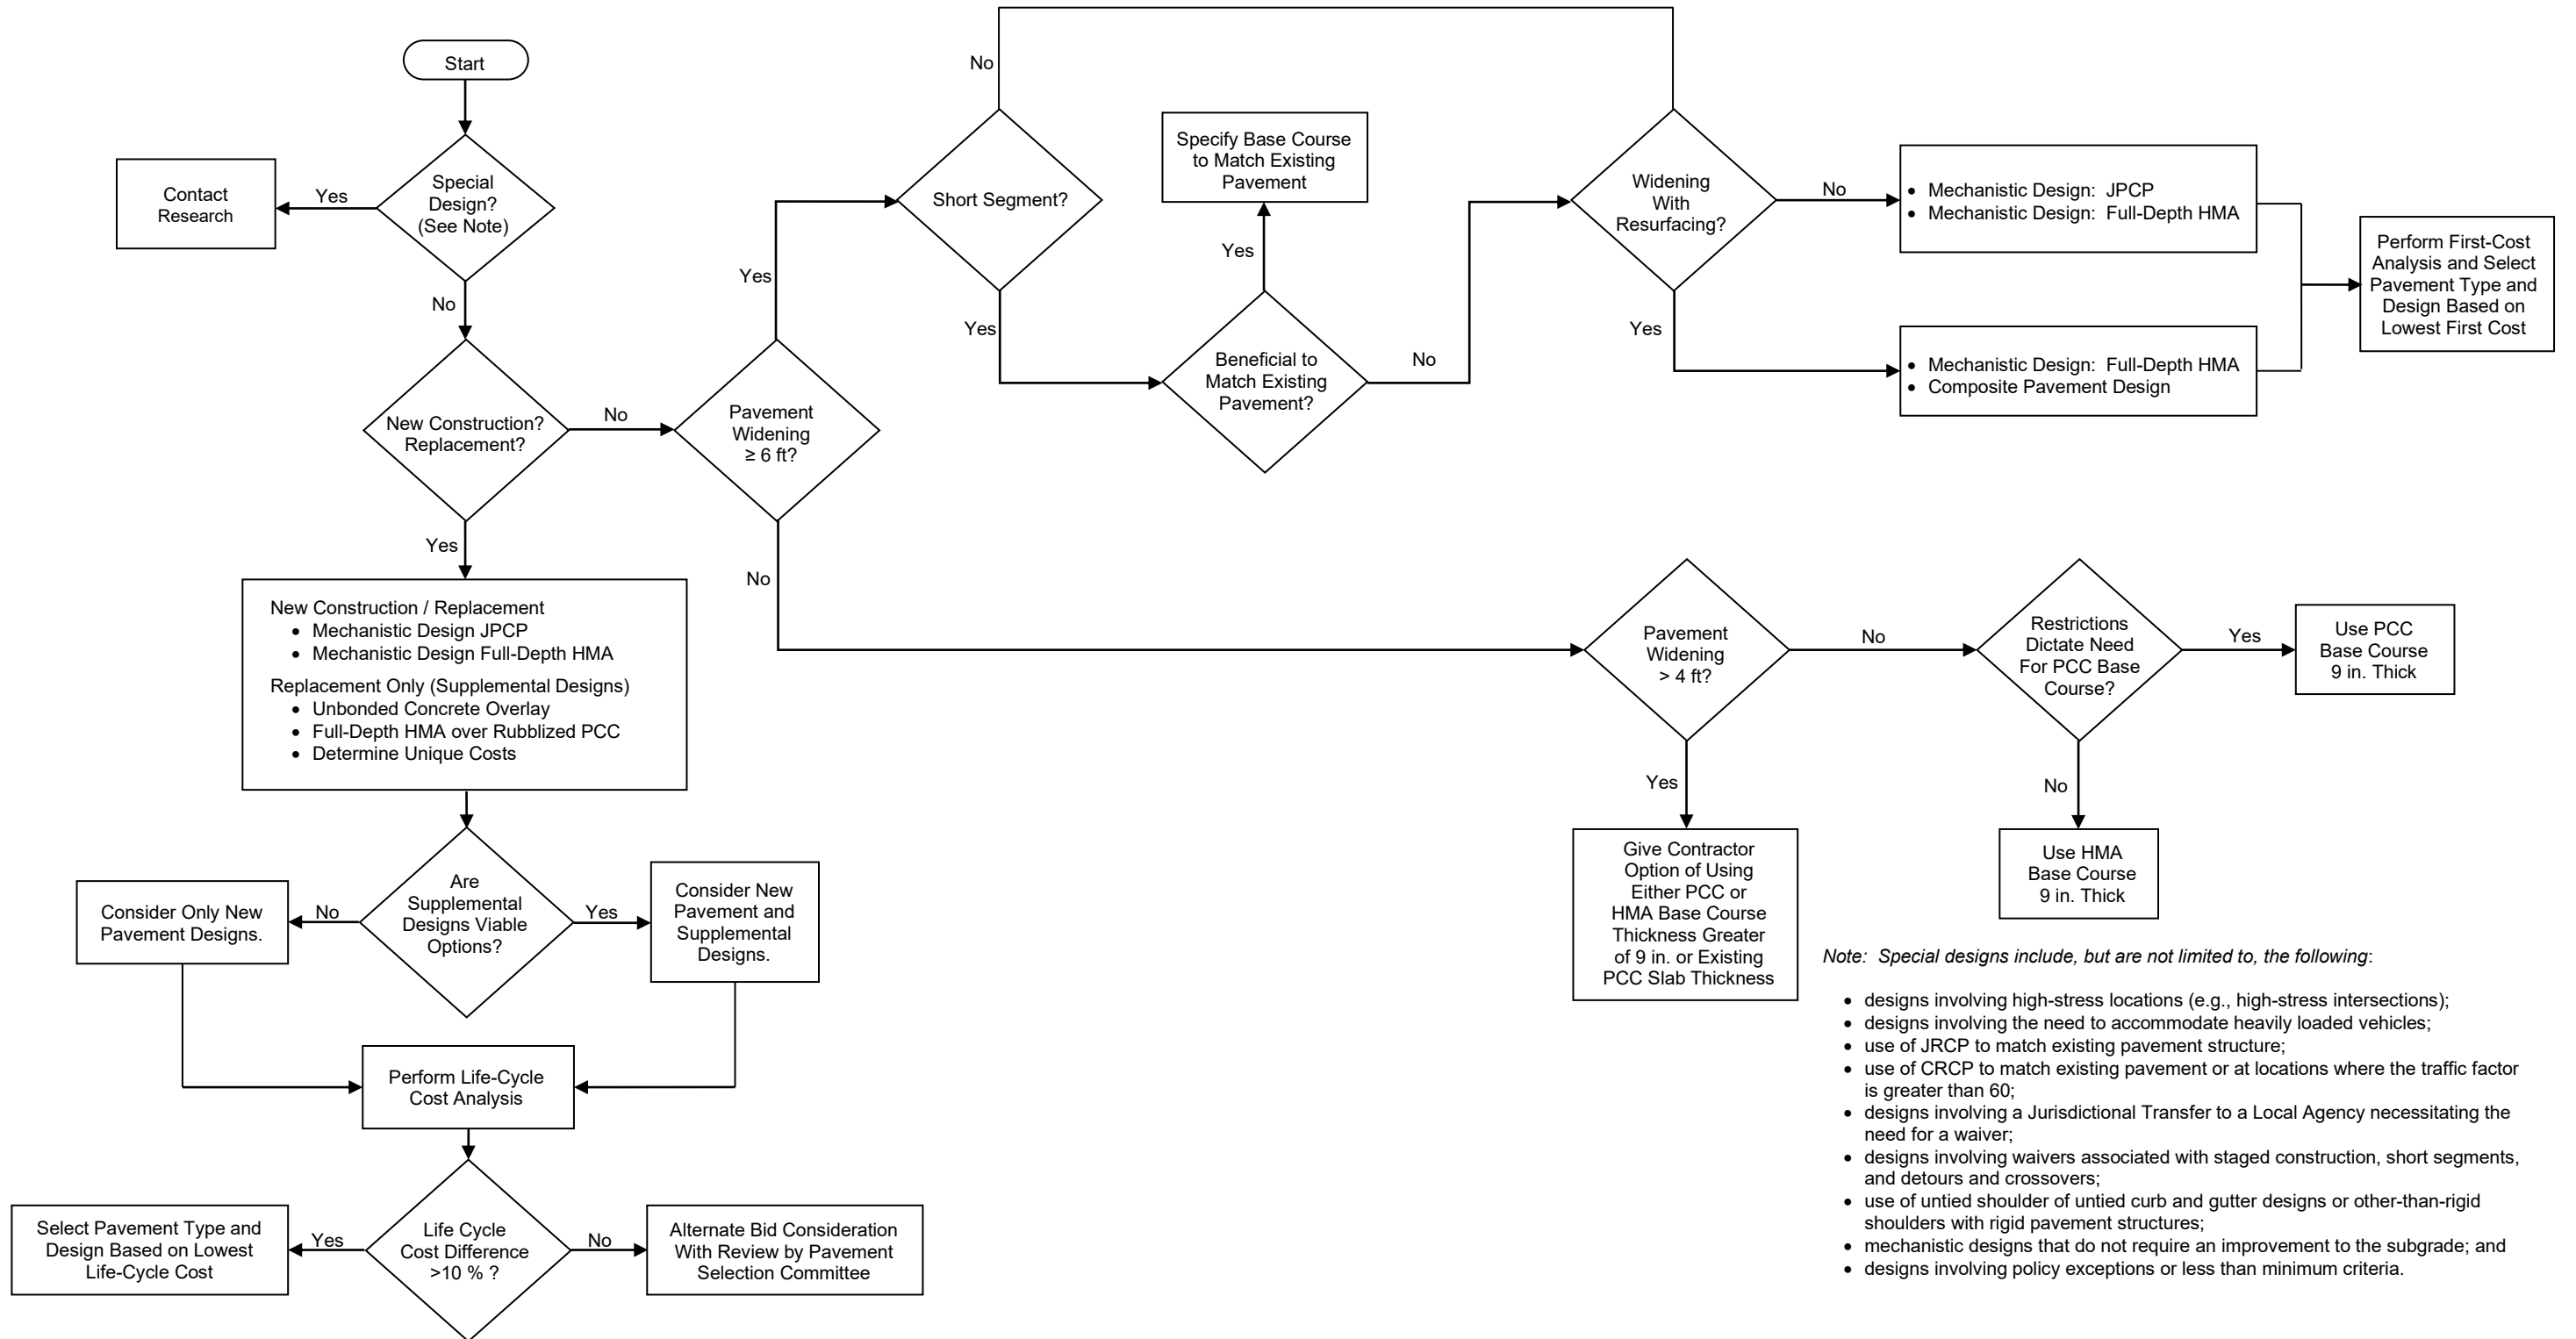 Start
Special
Design?
(See Note)
Yes
Contact
Research
No
New Construction?
Replacement?
No
Yes
Pavement
Widening
≥ 6 ft?
Yes
No
Short Segment?
No
Yes
Beneficial to
Match Existing
Pavement?
Yes
Specify Base Course
to Match Existing
Pavement
No
Widening
With
Resurfacing?
No
• Mechanistic Design:  JPCP
• Mechanistic Design:  Full-Depth HMA
Yes
• Mechanistic Design:  Full-Depth HMA
• Composite Pavement Design
Perform First-Cost
Analysis and Select
Pavement Type and
Design Based on
Lowest First Cost
New Construction / Replacement
• Mechanistic Design JPCP
• Mechanistic Design Full-Depth HMA
Replacement Only (Supplemental Designs)
• Unbonded Concrete Overlay
• Full-Depth HMA over Rubblized PCC
• Determine Unique Costs
Pavement
Widening
> 4 ft?
No
Yes
Restrictions
Dictate Need
For PCC Base
Course?
Yes
Use PCC
Base Course
9 in. Thick
No
Use HMA
Base Course
9 in. Thick
Give Contractor
Option of Using
Either PCC or
HMA Base Course
Thickness Greater
of 9 in. or Existing
PCC Slab Thickness
Are
Supplemental
Designs Viable
Options?
No
Consider Only New
Pavement Designs.
Yes
Consider New
Pavement and
Supplemental
Designs.
Perform Life-Cycle
Cost Analysis
Life Cycle
Cost Difference
>10 % ?
Yes
Select Pavement Type and
Design Based on Lowest
Life-Cycle Cost
No
Alternate Bid Consideration
With Review by Pavement
Selection Committee
Note:  Special designs include, but are not limited to, the following:
• designs involving high-stress locations (e.g., high-stress intersections);
• designs involving the need to accommodate heavily loaded vehicles;
• use of JRCP to match existing pavement structure;
• use of CRCP to match existing pavement or at locations where the traffic factor
is greater than 60;
• designs involving a Jurisdictional Transfer to a Local Agency necessitating the
need for a waiver;
• designs involving waivers associated with staged construction, short segments,
and detours and crossovers;
• use of untied shoulder of untied curb and gutter designs or other-than-rigid
shoulders with rigid pavement structures;
• mechanistic designs that do not require an improvement to the subgrade; and
• designs involving policy exceptions or less than minimum criteria.